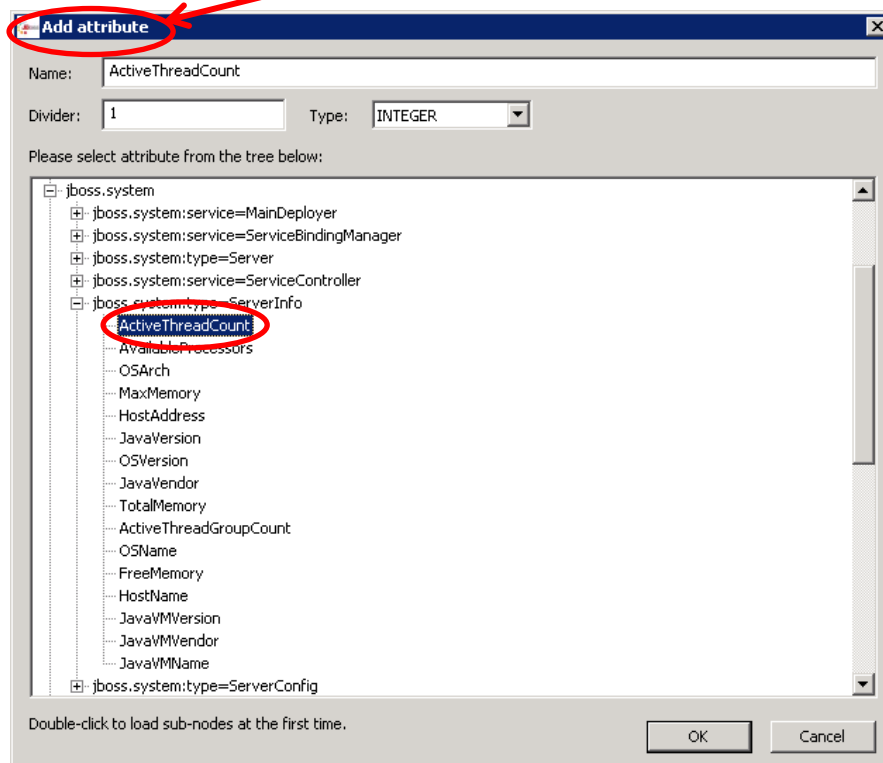 Add attribute
Name: ActiveThreadCount
Divider: 1 Type: INTEGER
Please select attribute from the tree below:
jboss.system
jboss.system:service=MainDeployer
jboss.system:service=ServiceBindingManager
jboss.system:type=Server
jboss.system:service=ServiceController
jboss.system:type=ServerInfo
ActiveThreadCount
AvailableProcessors
OSArch
MaxMemory
HostAddress
JavaVersion
OSVersion
JavaVendor
TotalMemory
ActiveThreadGroupCount
OSName
FreeMemory
HostName
JavaVMVersion
JavaVMVendor
JavaVMName
jboss.system:type=ServerConfig
Double-click to load sub-nodes at the first time.
OK Cancel